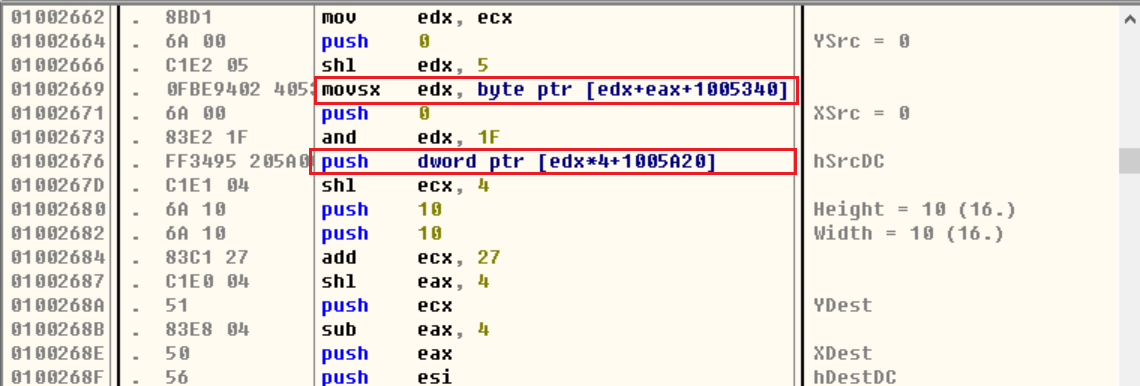 01002662 . 8BD1 mov edx, ecx
01002664 . 6A 00 push 0 YSrc = 0
01002666 . C1E2 05 shl edx, 5
01002669 . 0FBE9402 4053 movsx edx, byte ptr [edx+eax+1005340]
01002671 . 6A 00 push 0 XSrc = 0
01002673 . 83E2 1F and edx, 1F
01002676 . FF3495 205A0 push dword ptr [edx*4+1005A20] hSrcDC
0100267D . C1E1 04 shl ecx, 4
01002680 . 6A 10 push 10 Height = 10 (16.)
01002682 . 6A 10 push 10 Width = 10 (16.)
01002684 . 83C1 27 add ecx, 27
01002687 . C1E0 04 shl eax, 4
0100268A . 51 push ecx YDest
0100268B . 83E8 04 sub eax, 4
0100268E . 50 push eax XDest
0100268F . 56 push esi hDestDC